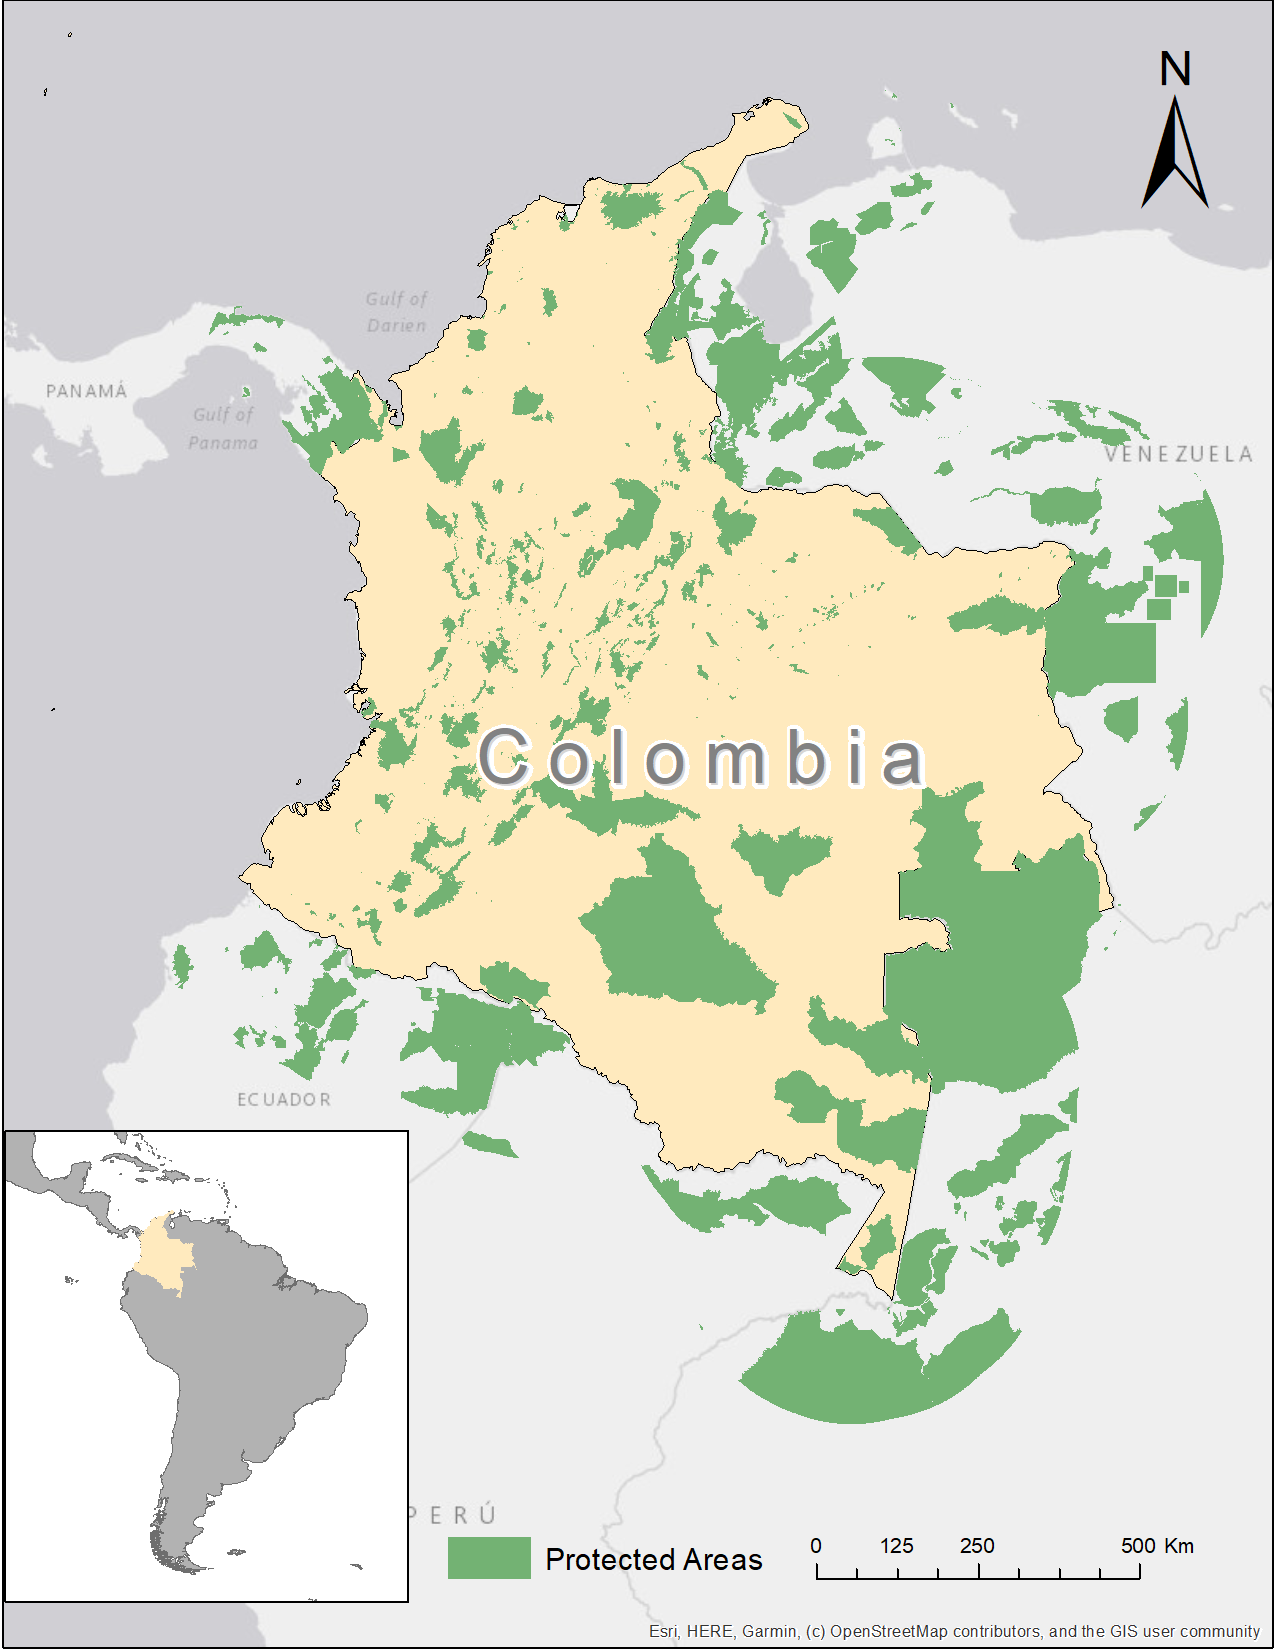 N
Gulf of
Darien
PANAMÁ
Gulf of
Panama
VENEZUELA
Colombia
ECUADOR
PERÚ
Protected Areas
0 125 250 500 Km
Esri, HERE, Garmin, (c) OpenStreetMap contributors, and the GIS user community